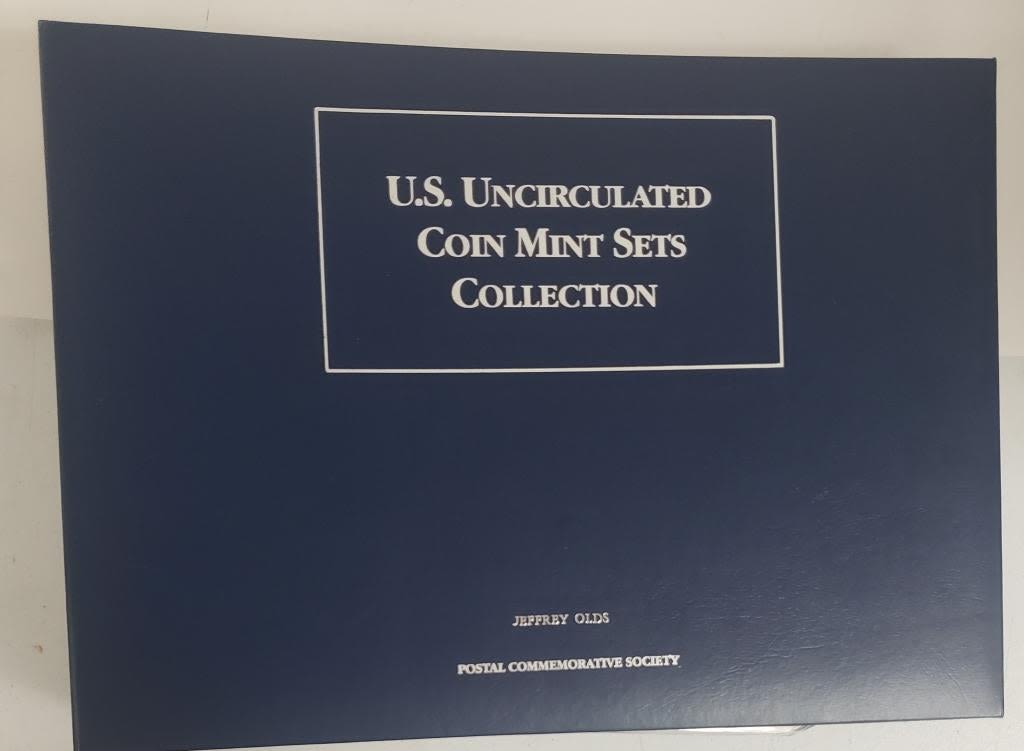 U.S. UNCIRCULATED
COIN MINT SETS
COLLECTION
JEFFREY OLDS
POSTAL COMMEMORATIVE SOCIETY